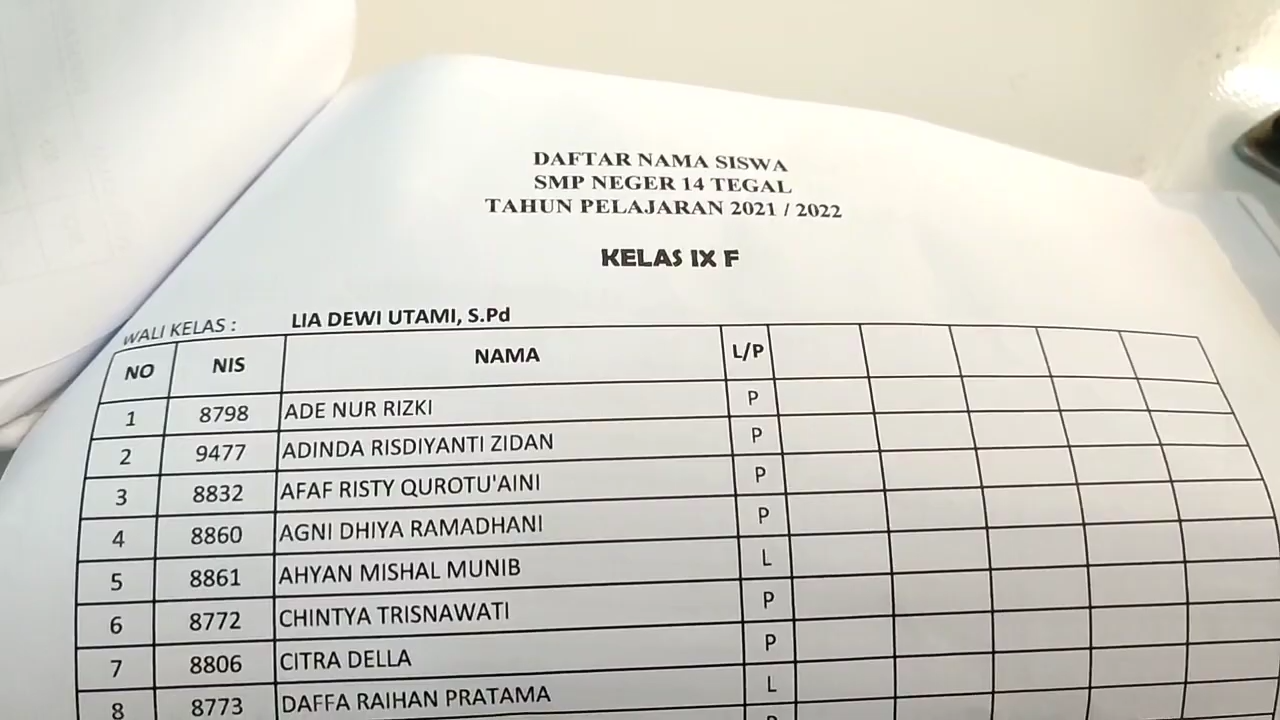 DAFTAR NAMA SISWA
SMP NEGER 14 TEGAL
TAHUN PELAJARAN 2021 / 2022
KELAS IX F
WALI KELAS : LIA DEWI UTAMI, S.Pd
NO NIS NAMA L/P
1 8798 ADE NUR RIZKI P
2 9477 ADINDA RISDIYANTI ZIDAN P
3 8832 AFAF RISTY QUROTU'AINI P
4 8860 AGNI DHIYA RAMADHANI P
5 8861 AHYAN MISHAL MUNIB L
6 8772 CHINTYA TRISNAWATI P
7 8806 CITRA DELLA P
8 8773 DAFFA RAIHAN PRATAMA L